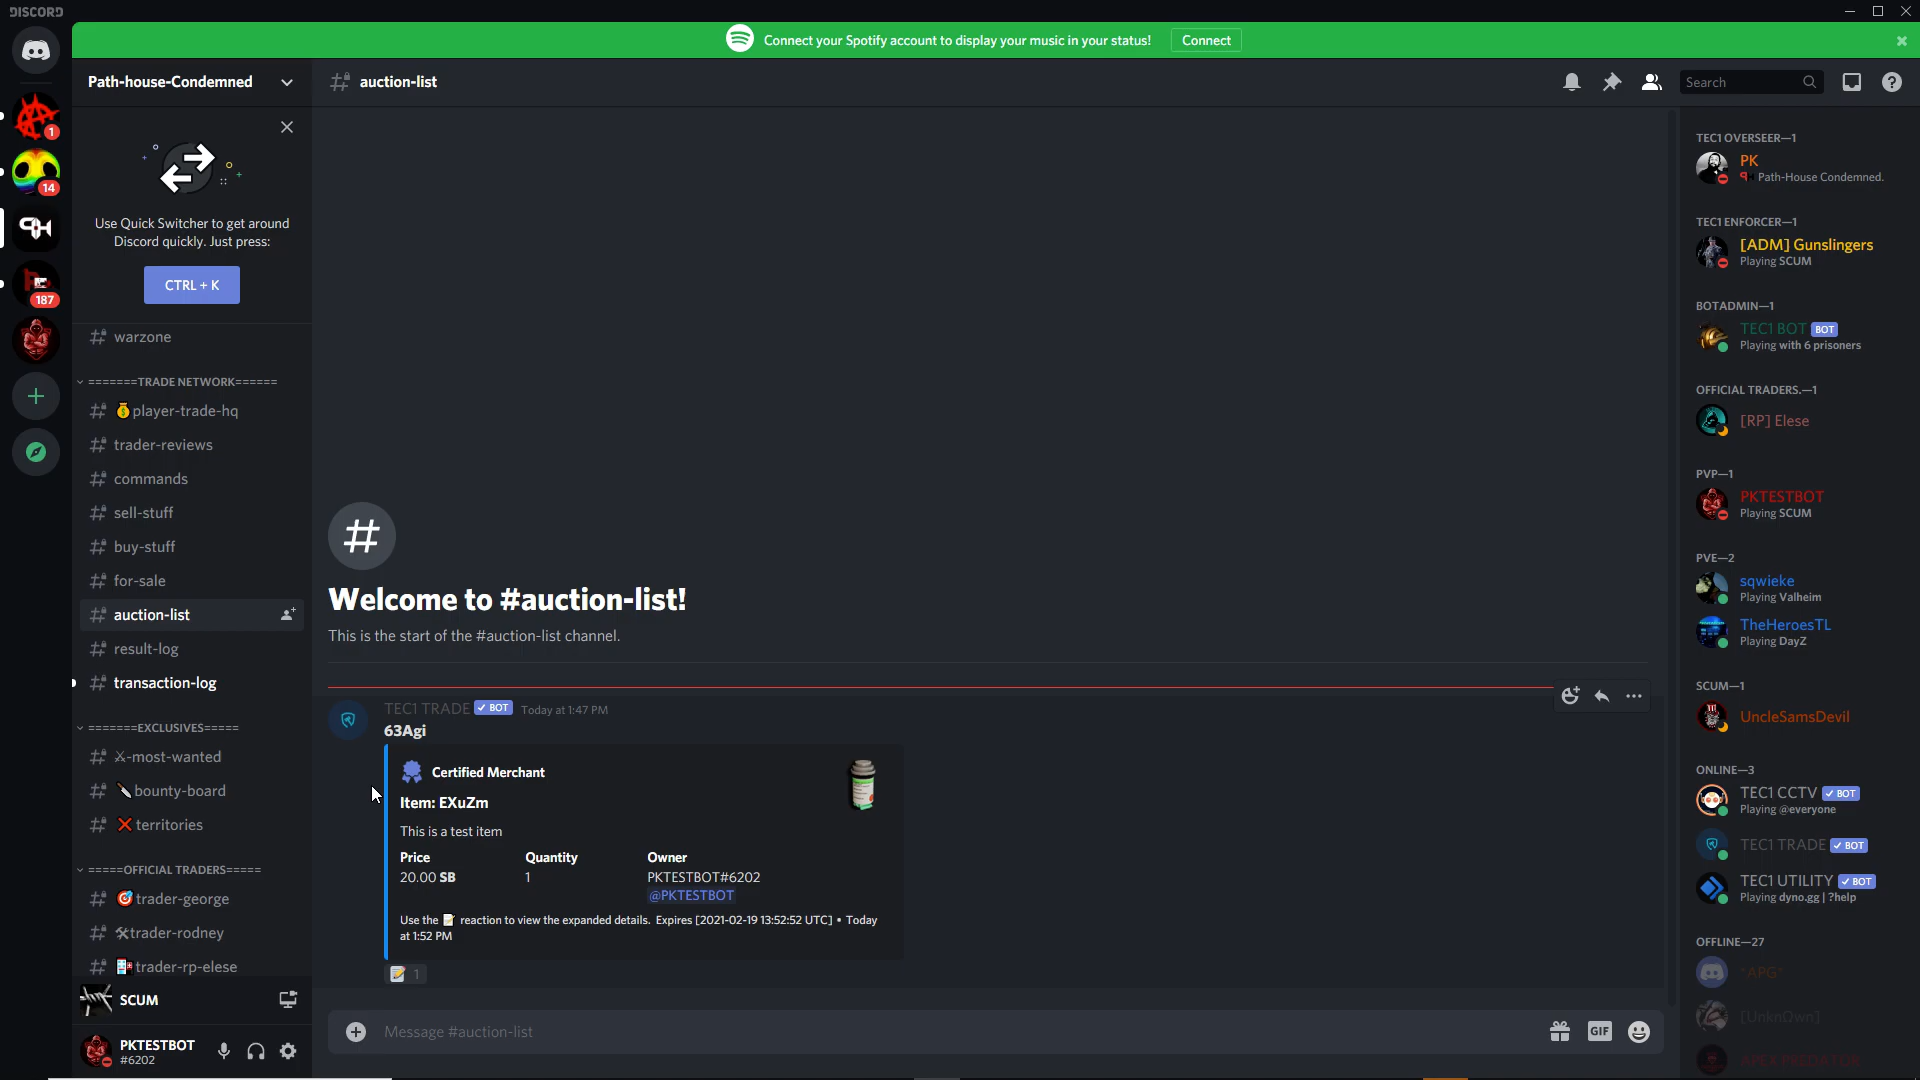 DISCORD
Connect your Spotify account to display your music in your status!
Connect
Path-house-Condemned
auction-list
Search
Use Quick Switcher to get around
Discord quickly. Just press:
CTRL + K
1
14
187
warzone
=======TRADE NETWORK======
💰player-trade-hq
trader-reviews
commands
sell-stuff
buy-stuff
for-sale
auction-list
result-log
transaction-log
=======EXCLUSIVES=====
⚔-most-wanted
🔪bounty-board
❌territories
=====OFFICIAL TRADERS=====
🎯trader-george
🛠trader-rodney
trader-rp-elese
SCUM
PKTESTBOT
#6202
Welcome to #auction-list!
This is the start of the #auction-list channel.
TEC1 TRADE ✓ BOT Today at 1:47 PM
63Agi
Certified Merchant
Item: EXuZm
This is a test item
Price Quantity Owner
20.00 SB 1 PKTESTBOT#6202
@PKTESTBOT
Use the 📝 reaction to view the expanded details. Expires [2021-02-19 13:52:52 UTC] • Today
at 1:52 PM
📝 1
Message #auction-list
GIF
TEC1 OVERSEER—1
PK
Path-House Condemned.
TEC1 ENFORCER—1
[ADM] Gunslingers
Playing SCUM
BOTADMIN—1
TEC1 BOT BOT
Playing with 6 prisoners
OFFICIAL TRADERS.—1
[RP] Elese
PVP—1
PKTESTBOT
Playing SCUM
PVE—2
sqwieke
Playing Valheim
TheHeroesTL
Playing DayZ
SCUM—1
UncleSamsDevil
ONLINE—3
TEC1 CCTV ✓ BOT
Playing @everyone
TEC1 TRADE ✓ BOT
TEC1 UTILITY ✓ BOT
Playing dyno.gg | ?help
OFFLINE—27
*APG*
[UnknOwn]